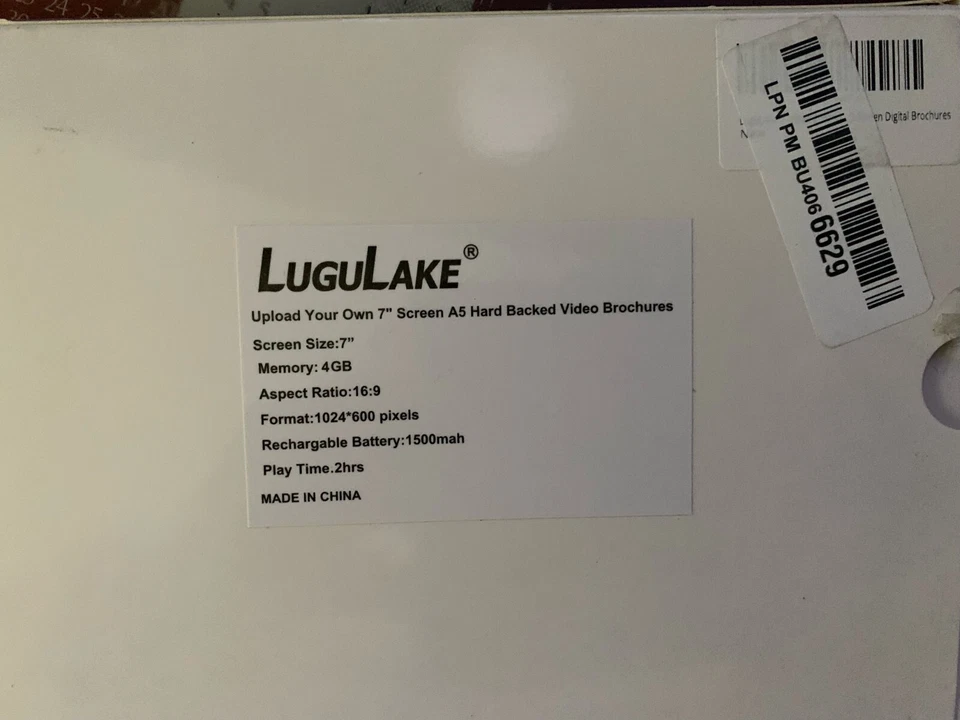 24 25
LUGULAKE®
Upload Your Own 7" Screen A5 Hard Backed Video Brochures
Screen Size:7"
Memory: 4GB
Aspect Ratio:16:9
Format:1024*600 pixels
Rechargable Battery:1500mah
Play Time.2hrs
MADE IN CHINA
en Digital Brochures
LPN PM BU406 6629